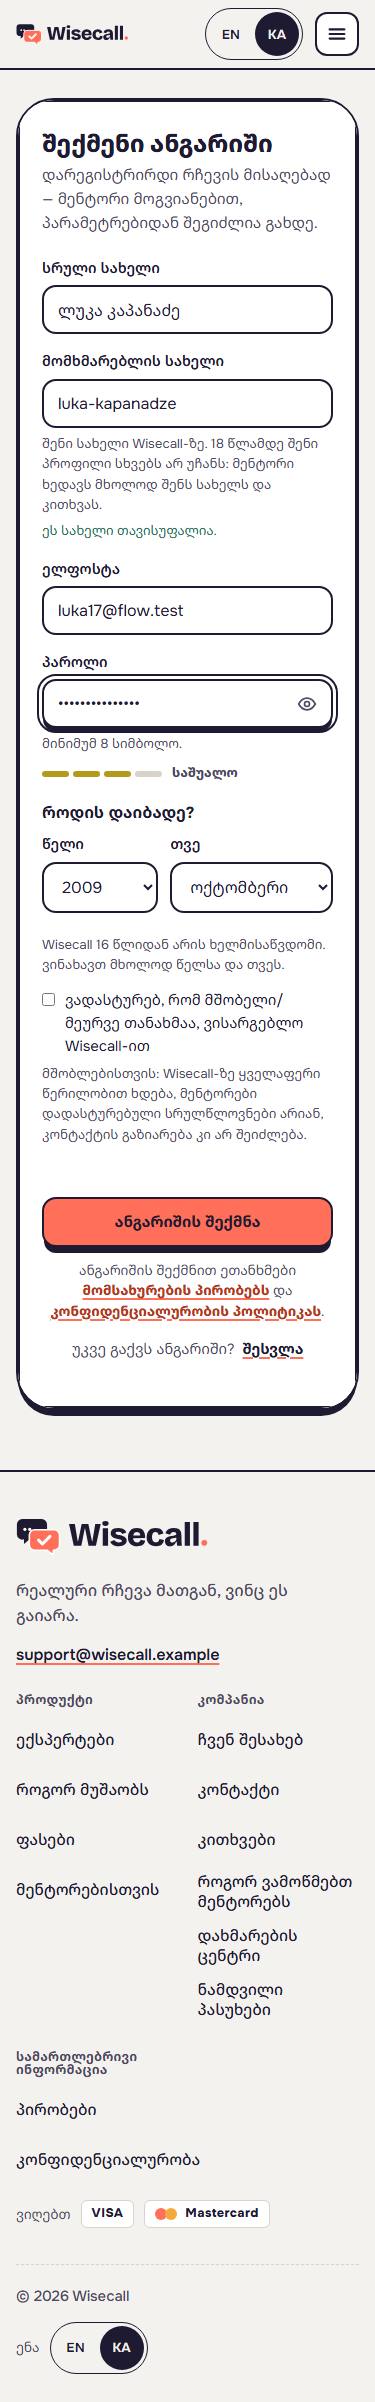 Wisecall.
EN
KA
შექმენი ანგარიში
დარეგისტრირდი რჩევის მისაღებად
– მენტორი მოგვიანებით,
პარამეტრებიდან შეგიძლია გახდე.
სრული სახელი
ლუკა კაპანაძე
მომხმარებლის სახელი
luka-kapanadze
შენი სახელი Wisecall-ზე. 18 წლამდე შენი
პროფილი სხვებს არ უჩანს: მენტორი
ხედავს მხოლოდ შენს სახელს და
კითხვას.
ეს სახელი თავისუფალია.
ელფოსტა
luka17@flow.test
პაროლი
•••••••••••••••
მინიმუმ 8 სიმბოლო.
საშუალო
როდის დაიბადე?
წელი
თვე
2009
ოქტომბერი
Wisecall 16 წლიდან არის ხელმისაწვდომი.
ვინახავთ მხოლოდ წელსა და თვეს.
ვადასტურებ, რომ მშობელი/
მეურვე თანახმაა, ვისარგებლო
Wisecall-ით
მშობლებისთვის: Wisecall-ზე ყველაფერი
წერილობით ხდება, მენტორები
დადასტურებული სრულწლოვნები არიან,
კონტაქტის გაზიარება კი არ შეიძლება.
ანგარიშის შექმნა
ანგარიშის შექმნით ეთანხმები
მომსახურების პირობებს და
კონფიდენციალურობის პოლიტიკას.
უკვე გაქვს ანგარიში? შესვლა
Wisecall.
რეალური რჩევა მათგან, ვინც ეს
გაიარა.
support@wisecall.example
პროდუქტი
კომპანია
ექსპერტები
ჩვენ შესახებ
როგორ მუშაობს
კონტაქტი
ფასები
კითხვები
მენტორებისთვის
როგორ ვამოწმებთ
მენტორებს
დახმარების
ცენტრი
ნამდვილი
პასუხები
სამართლებრივი
ინფორმაცია
პირობები
კონფიდენციალურობა
ვიღებთ
VISA
Mastercard
© 2026 Wisecall
ენა
EN
KA